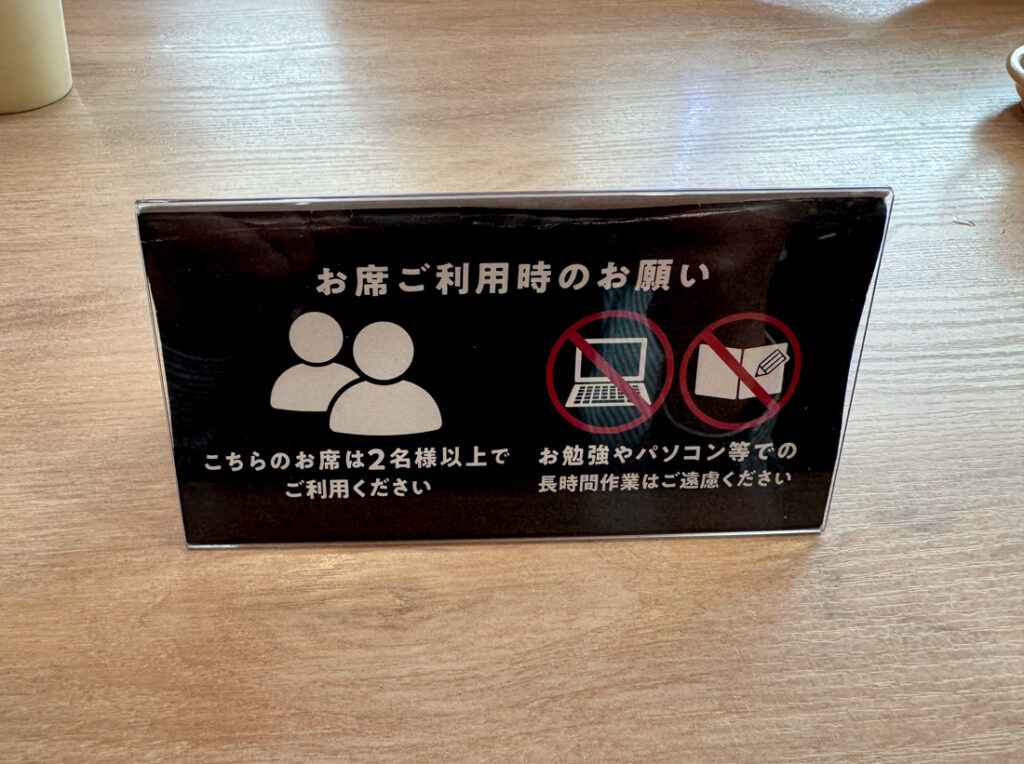 お席ご利用時のお願い
こちらのお席は2名様以上で
ご利用ください
お勉強やパソコン等での
長時間作業はご遠慮ください